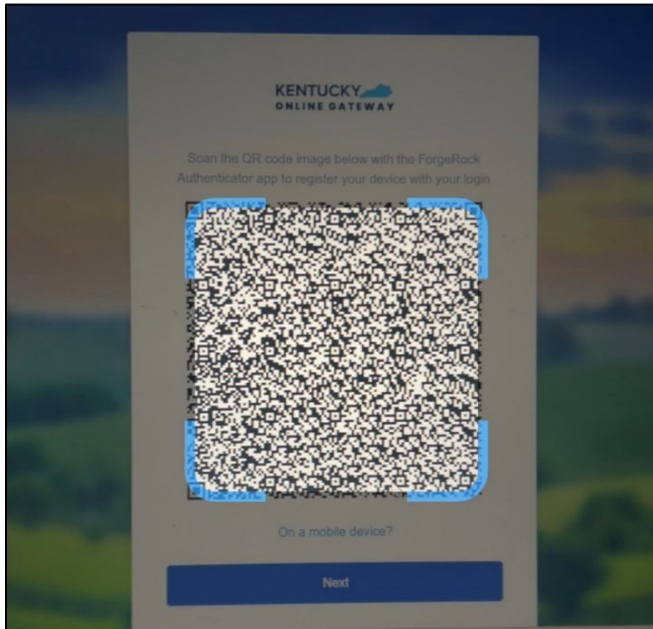 KENTUCKY
ONLINE GATEWAY
Scan the QR code image below with the ForgeRock
Authenticator app to register your device with your login
On a mobile device?
Next